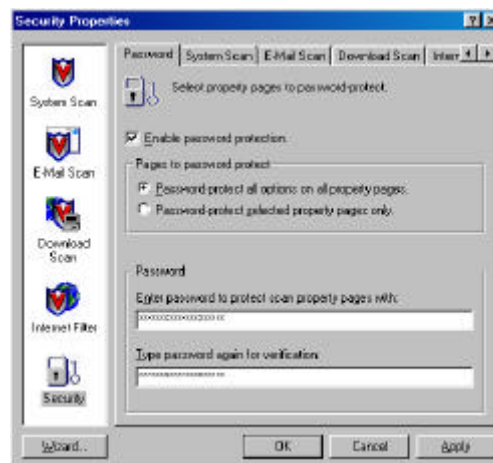 Security Properties
System Scan
E-Mail Scan
Download
Scan
Internet Filter
Security
Password System Scan E-Mail Scan Download Scan
Select property pages to password-protect.
Enable password protection.
Pages to password protect
Password-protect all options on all property pages.
Password-protect selected property pages only.
Password
Enter password to protect scan property pages with:
Type password again for verification:
Wizard... OK Cancel Apply